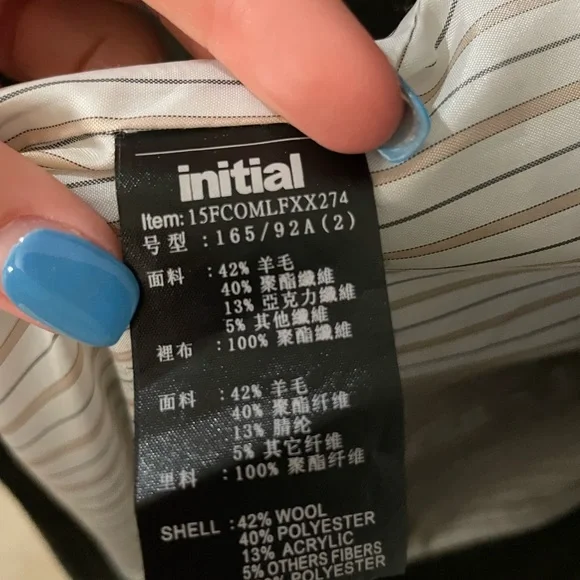 initial
Item: 15FCOMLFXX274
号型 : 165/92A(2)
面料 : 42% 羊毛
40% 聚酯纖維
13% 亞克力纖維
5% 其他纖維
裡布 : 100% 聚酯纖維
面料 : 42% 羊毛
40% 聚酯纤维
13% 腈纶
5% 其它纤维
里料 : 100% 聚酯纤维
SHELL : 42% WOOL
40% POLYESTER
13% ACRYLIC
5% OTHERS FIBERS
POLYESTER